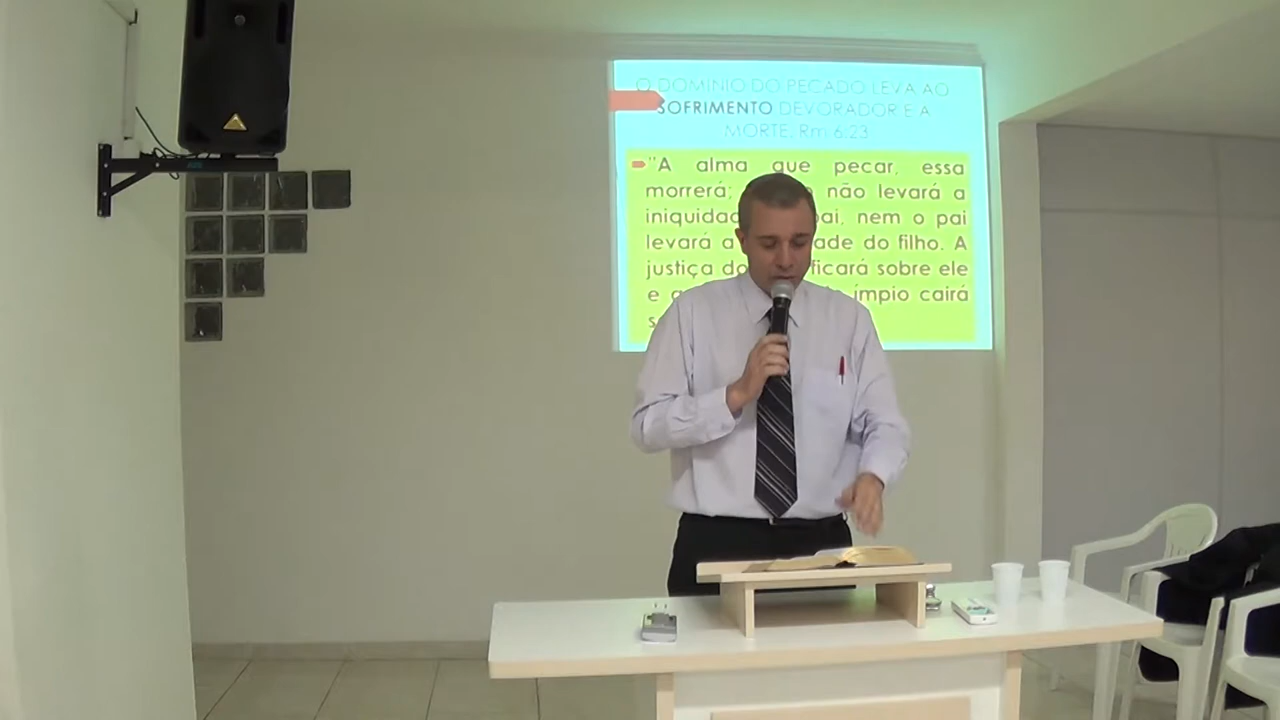 O DOMINIO DO PECADO LEVA AO
SOFRIMENTO DEVORADOR E A
MORTE. Rm 6:23
"A alma que pecar, essa
morrerá; não levará a
iniquidad pai, nem o pai
levará a ade do filho. A
justiça do ficará sobre ele
e a ímpio cairá
s